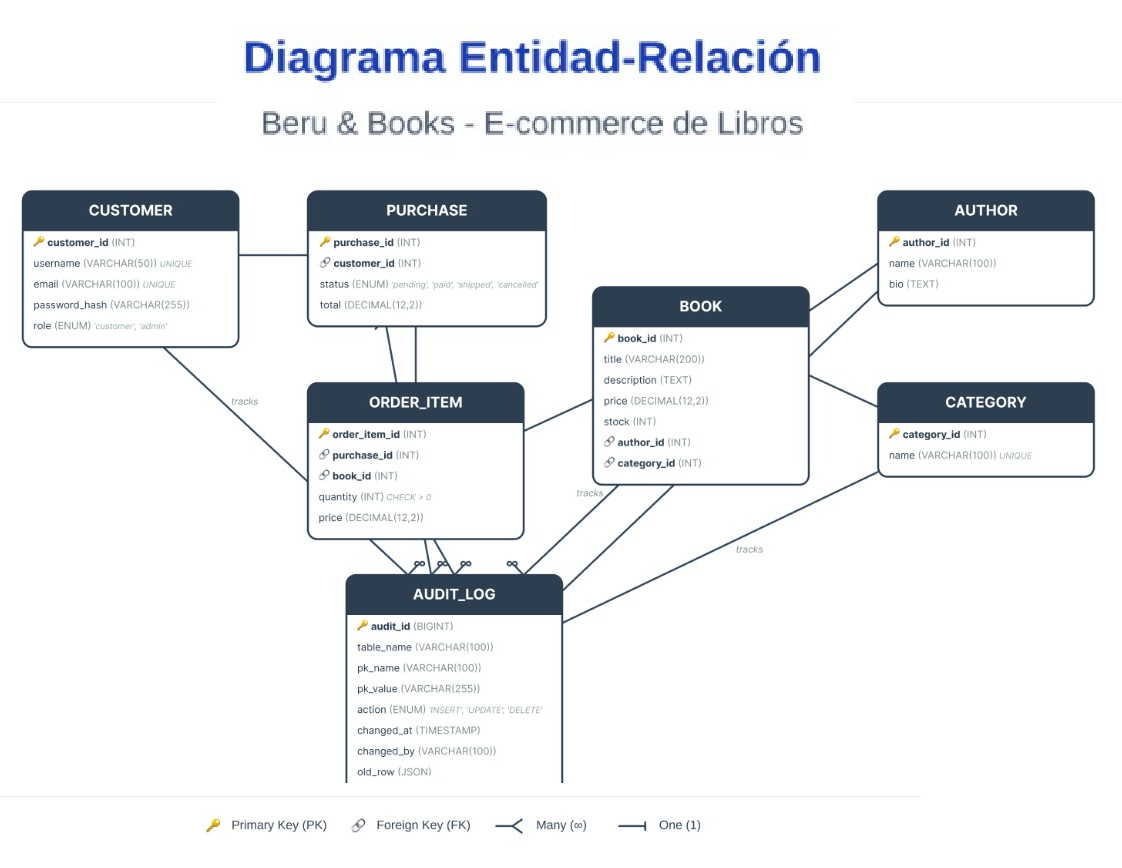 Diagrama Entidad-Relación
Beru & Books - E-commerce de Libros
CUSTOMER
🔑 customer_id (INT)
username (VARCHAR(50)) UNIQUE
email (VARCHAR(100)) UNIQUE
password_hash (VARCHAR(255))
role (ENUM) 'customer', 'admin'
PURCHASE
🔑 purchase_id (INT)
🔗 customer_id (INT)
status (ENUM) 'pending', 'paid', 'shipped', 'cancelled'
total (DECIMAL(12,2))
AUTHOR
🔑 author_id (INT)
name (VARCHAR(100))
bio (TEXT)
BOOK
🔑 book_id (INT)
title (VARCHAR(200))
description (TEXT)
price (DECIMAL(12,2))
stock (INT)
🔗 author_id (INT)
🔗 category_id (INT)
ORDER_ITEM
🔑 order_item_id (INT)
🔗 purchase_id (INT)
🔗 book_id (INT)
quantity (INT) CHECK > 0
price (DECIMAL(12,2))
CATEGORY
🔑 category_id (INT)
name (VARCHAR(100)) UNIQUE
tracks
tracks
tracks
∞ ∞ ∞ ∞
AUDIT_LOG
🔑 audit_id (BIGINT)
table_name (VARCHAR(100))
pk_name (VARCHAR(100))
pk_value (VARCHAR(255))
action (ENUM) 'INSERT', 'UPDATE', 'DELETE'
changed_at (TIMESTAMP)
changed_by (VARCHAR(100))
old_row (JSON)
🔑 Primary Key (PK) 🔗 Foreign Key (FK) Many (∞) One (1)